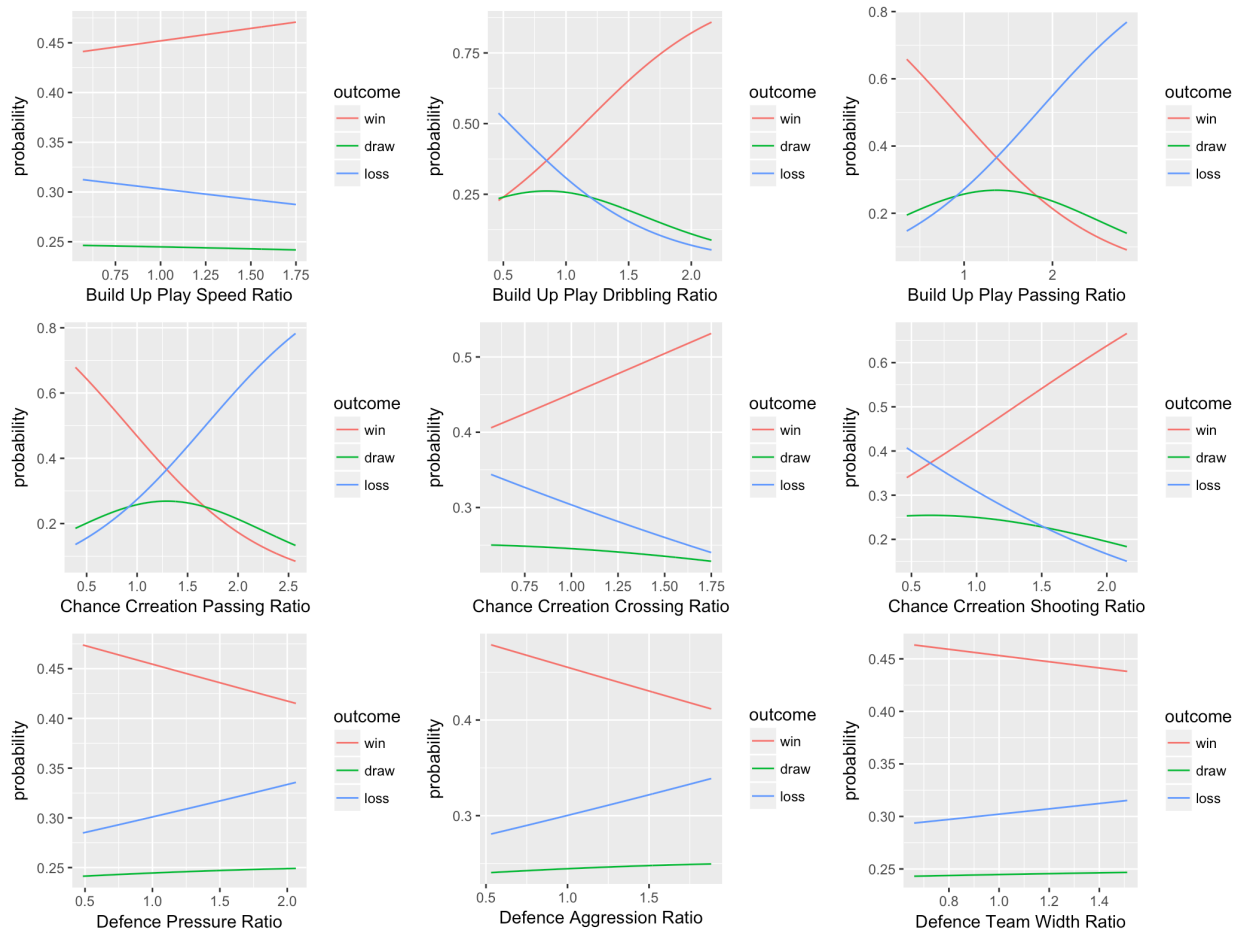 probability
0.45
0.40
0.35
0.30
0.25
0.75 1.00 1.25 1.50 1.75
Build Up Play Speed Ratio
outcome
win
draw
loss
probability
0.75
0.50
0.25
0.5 1.0 1.5 2.0
Build Up Play Dribbling Ratio
outcome
win
draw
loss
probability
0.8
0.6
0.4
0.2
1 2
Build Up Play Passing Ratio
outcome
win
draw
loss
probability
0.8
0.6
0.4
0.2
0.5 1.0 1.5 2.0 2.5
Chance Crreation Passing Ratio
outcome
win
draw
loss
probability
0.5
0.4
0.3
0.75 1.00 1.25 1.50 1.75
Chance Crreation Crossing Ratio
outcome
win
draw
loss
probability
0.6
0.5
0.4
0.3
0.2
0.5 1.0 1.5 2.0
Chance Crreation Shooting Ratio
outcome
win
draw
loss
probability
0.45
0.40
0.35
0.30
0.25
0.5 1.0 1.5 2.0
Defence Pressure Ratio
outcome
win
draw
loss
probability
0.4
0.3
0.5 1.0 1.5
Defence Aggression Ratio
outcome
win
draw
loss
probability
0.45
0.40
0.35
0.30
0.25
0.8 1.0 1.2 1.4
Defence Team Width Ratio
outcome
win
draw
loss